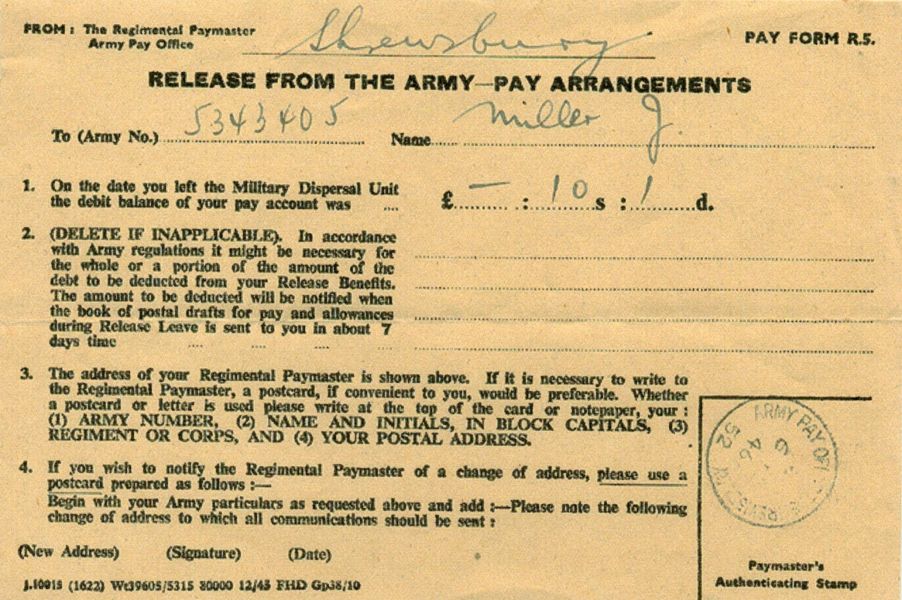 FROM: The Regimental Paymaster
Army Pay Office
Shrewsbury
PAY FORM R.5.
RELEASE FROM THE ARMY—PAY ARRANGEMENTS
To (Army No.) 5343405 Name Miller J.
1. On the date you left the Military Dispersal Unit
the debit balance of your pay account was .... £ — : 10 s : 1 d.
2. (DELETE IF INAPPLICABLE). In accordance
with Army regulations it might be necessary for
the whole or a portion of the amount of the
debt to be deducted from your Release Benefits.
The amount to be deducted will be notified when
the book of postal drafts for pay and allowances
during Release Leave is sent to you in about 7
days time .... .... .... ....
3. The address of your Regimental Paymaster is shown above. If it is necessary to write to
the Regimental Paymaster, a postcard, if convenient to you, would be preferable. Whether
a postcard or letter is used please write at the top of the card or notepaper, your :
(1) ARMY NUMBER, (2) NAME AND INITIALS, IN BLOCK CAPITALS, (3)
REGIMENT OR CORPS, AND (4) YOUR POSTAL ADDRESS.
4. If you wish to notify the Regimental Paymaster of a change of address, please use a
postcard prepared as follows :—
Begin with your Army particulars as requested above and add :—Please note the following
change of address to which all communications should be sent :
(New Address) (Signature) (Date)
J.10915 (1622) Wt39605/5315 80000 12/45 FHD Gp38/10
ARMY PAY
52
46
Paymaster's
Authenticating Stamp